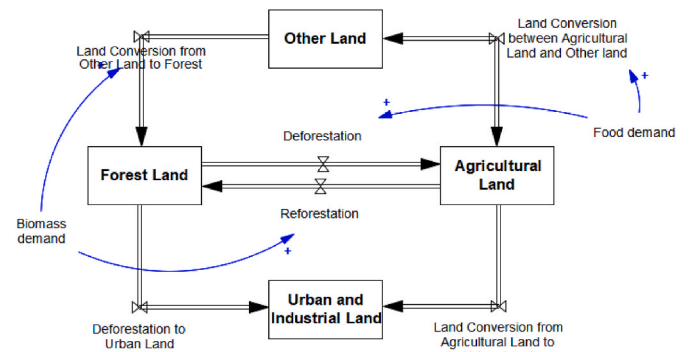 Other Land
Land Conversion
between Agricultural
Land and Other land
Land Conversion from
Other Land to Forest
+
+
+
Food demand
Deforestation
Forest Land
Agricultural
Land
Biomass
demand
Reforestation
+
Urban and
Industrial Land
Deforestation to
Urban Land
Land Conversion from
Agricultural Land to